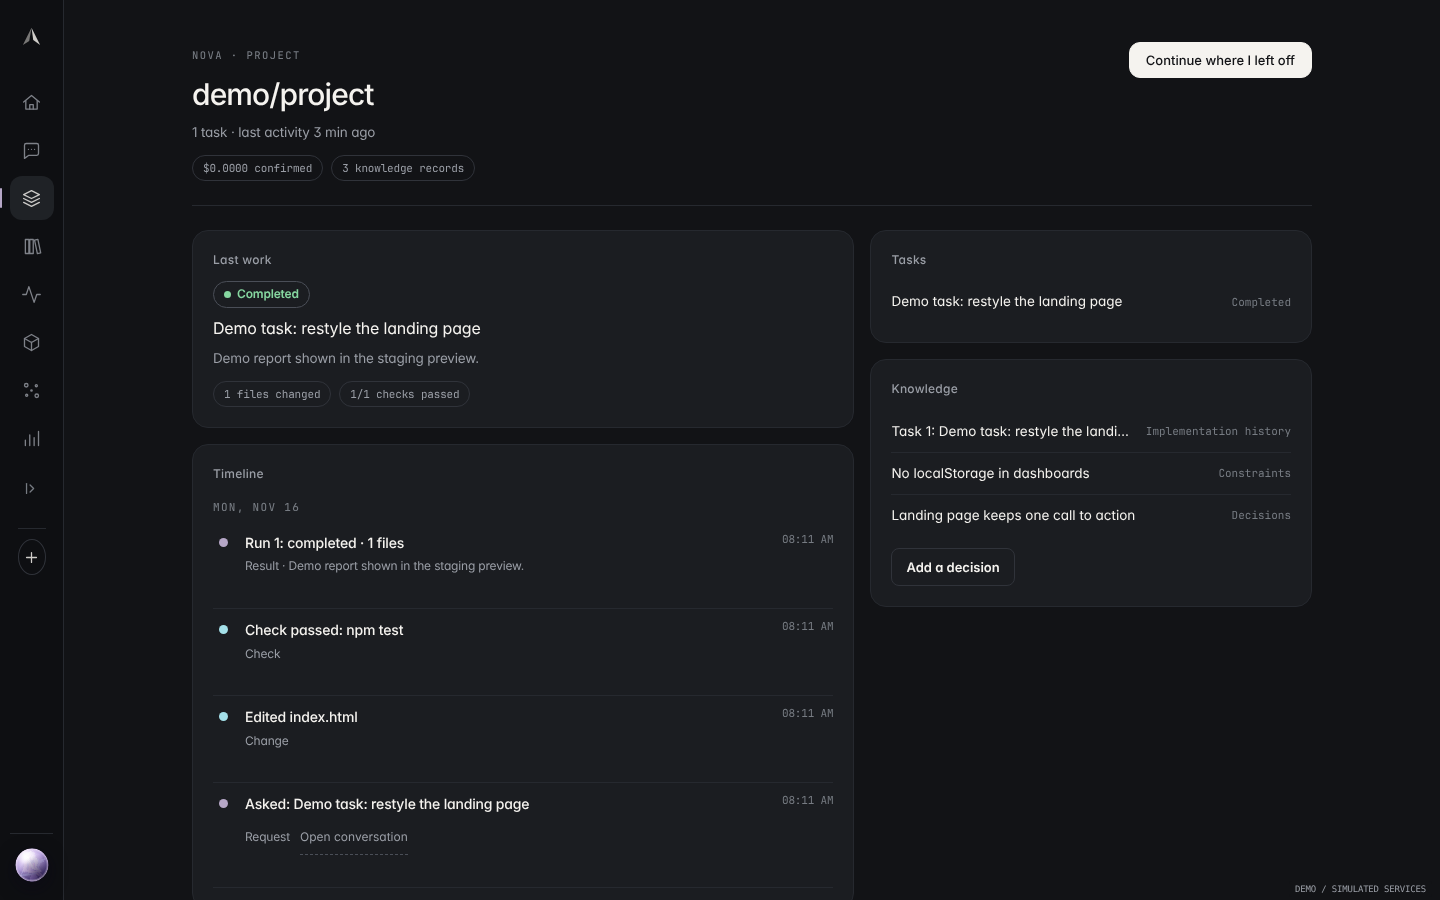 NOVA · PROJECT
demo/project
1 task · last activity 3 min ago
$0.0000 confirmed
3 knowledge records
Continue where I left off
Last work
Completed
Demo task: restyle the landing page
Demo report shown in the staging preview.
1 files changed
1/1 checks passed
Timeline
MON, NOV 16
Run 1: completed · 1 files
08:11 AM
Result · Demo report shown in the staging preview.
Check passed: npm test
08:11 AM
Check
Edited index.html
08:11 AM
Change
Asked: Demo task: restyle the landing page
08:11 AM
Request Open conversation
Tasks
Demo task: restyle the landing page
Completed
Knowledge
Task 1: Demo task: restyle the landi...
Implementation history
No localStorage in dashboards
Constraints
Landing page keeps one call to action
Decisions
Add a decision
DEMO / SIMULATED SERVICES